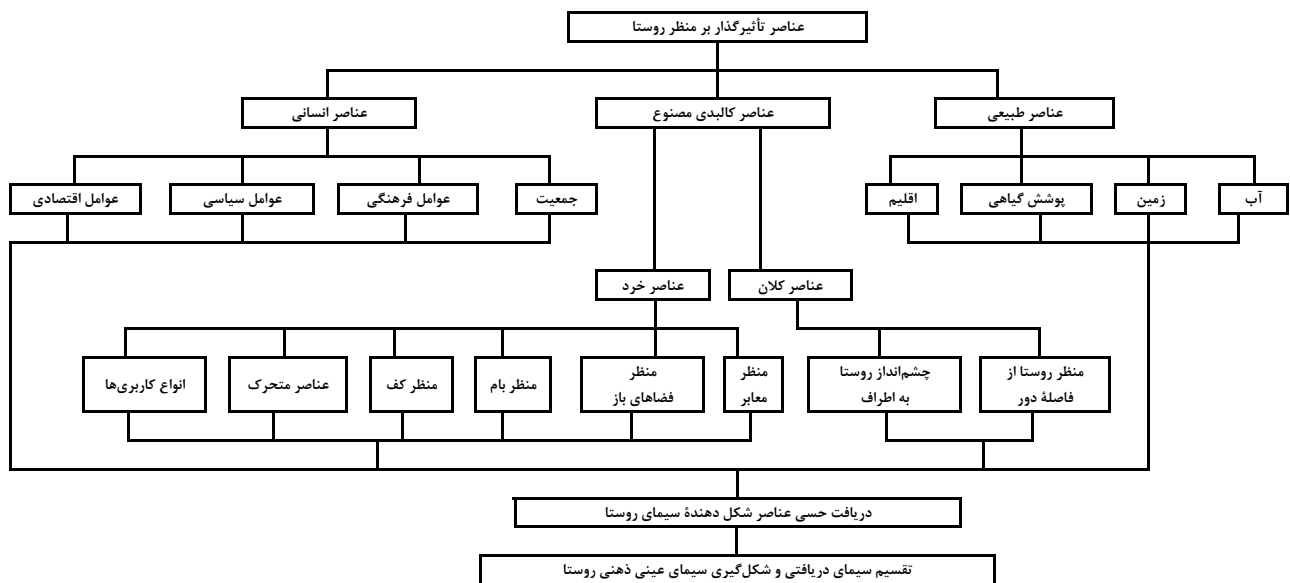 عناصر تأثیرگذار بر منظر روستا
عناصر طبیعی
عناصر کالبدی مصنوع
عناصر انسانی
آب
زمین
پوشش گیاهی
اقلیم
جمعیت
عوامل فرهنگی
عوامل سیاسی
عوامل اقتصادی
عناصر کلان
عناصر خرد
منظر روستا از
فاصلهٔ دور
چشم‌انداز روستا
به اطراف
منظر
معابر
منظر
فضاهای باز
منظر بام
منظر کف
عناصر متحرک
انواع کاربری‌ها
دریافت حسی عناصر شکل دهندهٔ سیمای روستا
تقسیم سیمای دریافتی و شکل‌گیری سیمای عینی ذهنی روستا